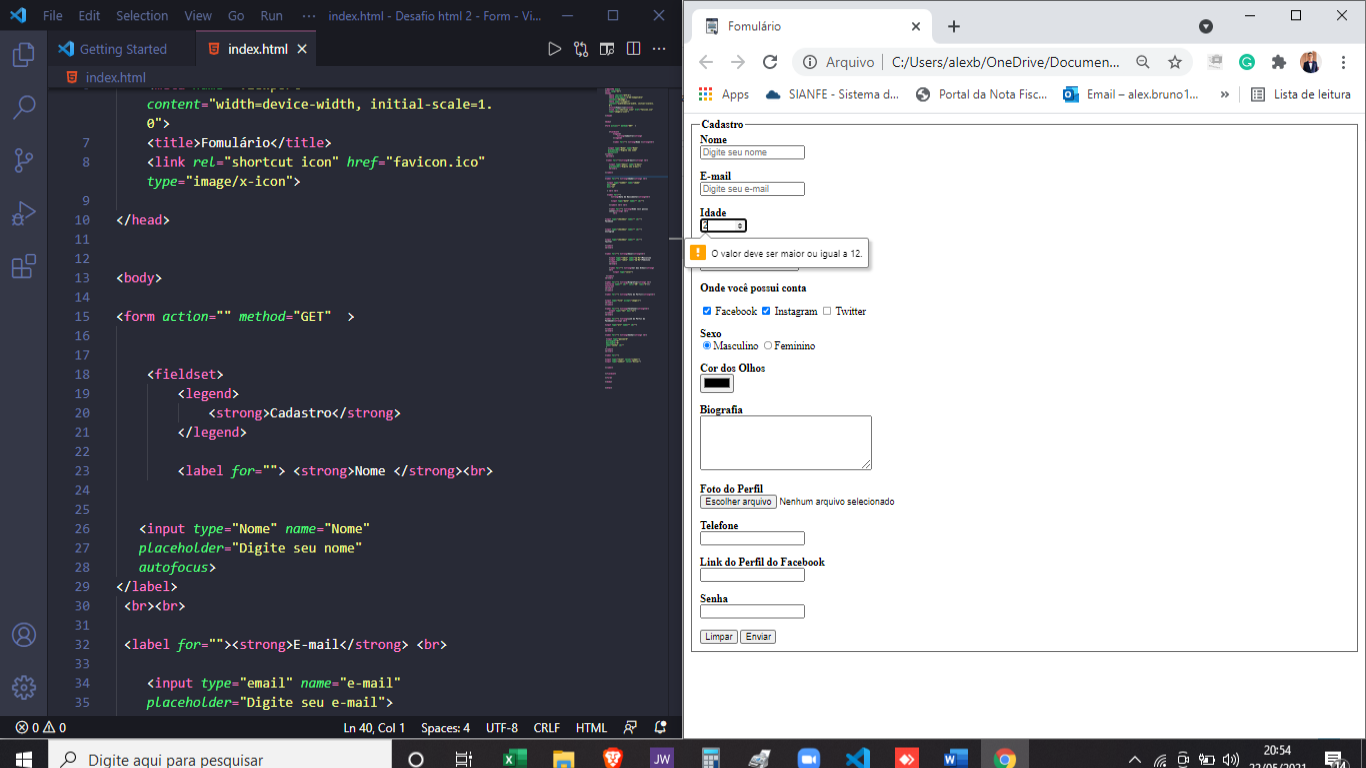 File Edit Selection View Go Run ··· index.html - Desafio html 2 - Form - Vi...
Getting Started index.html
index.html
content="width=device-width, initial-scale=1.
0">
7 <title>Fomulário</title>
8 <link rel="shortcut icon" href="favicon.ico"
type="image/x-icon">
9
10 </head>
11
12
13 <body>
14
15 <form action="" method="GET"  >
16
17
18 <fieldset>
19 <legend>
20 <strong>Cadastro</strong>
21 </legend>
22
23 <label for=""> <strong>Nome </strong><br>
24
25
26 <input type="Nome" name="Nome"
27 placeholder="Digite seu nome"
28 autofocus>
29 </label>
30 <br><br>
31
32 <label for=""><strong>E-mail</strong> <br>
33
34 <input type="email" name="e-mail"
35 placeholder="Digite seu e-mail">
0 0 Ln 40, Col 1 Spaces: 4 UTF-8 CRLF HTML
Fomulário
Arquivo C:/Users/alexb/OneDrive/Documen...
Apps SIANFE - Sistema d... Portal da Nota Fisc... Email – alex.bruno1... » Lista de leitura
Cadastro
Nome
Digite seu nome
E-mail
Digite seu e-mail
Idade
2
O valor deve ser maior ou igual a 12.
Onde você possui conta
Facebook Instagram Twitter
Sexo
Masculino Feminino
Cor dos Olhos
Biografia
Foto do Perfil
Escolher arquivo Nenhum arquivo selecionado
Telefone
Link do Perfil do Facebook
Senha
Limpar Enviar
Digite aqui para pesquisar
JW
20:54
22/05/2021
14